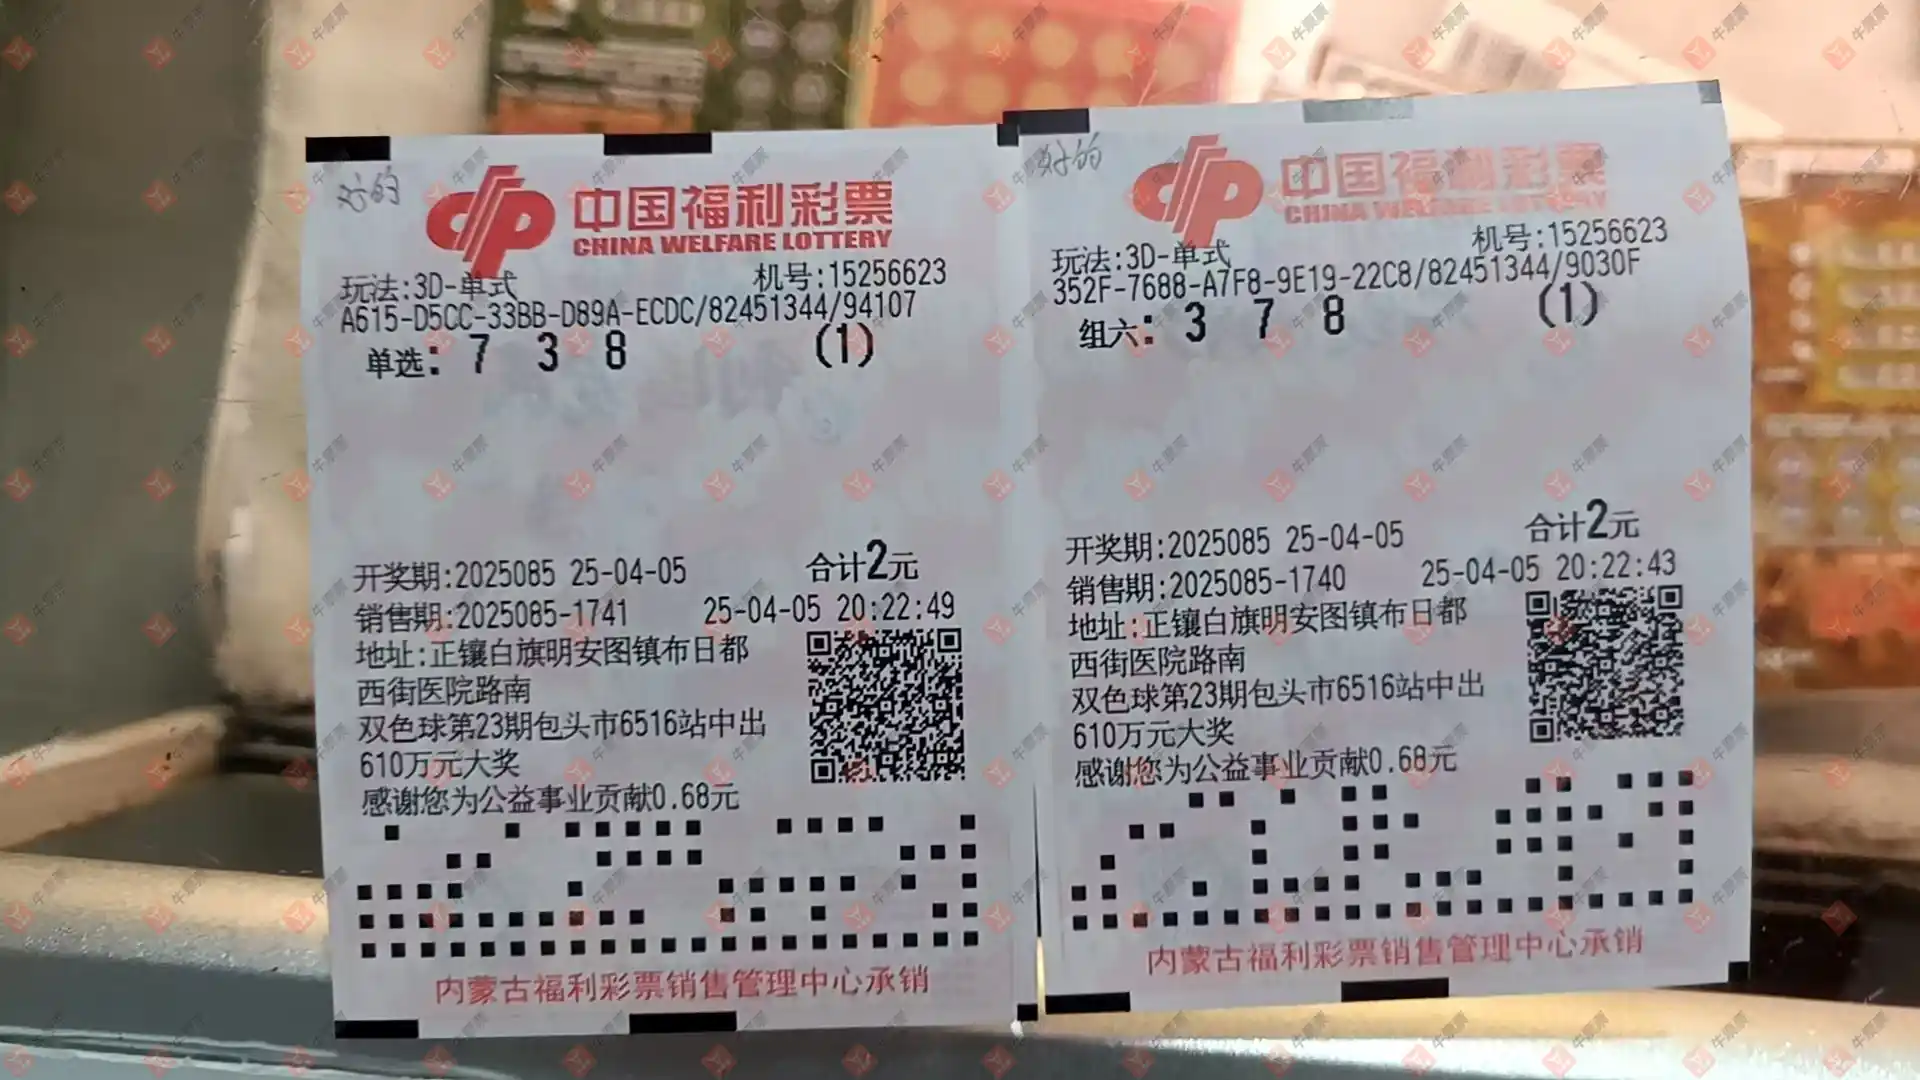 好的
中国福利彩票
CHINA WELFARE LOTTERY
玩法:3D-单式 机号:15256623
A615-D5CC-33BB-D89A-ECDC/82451344/94107
单选: 7 3 8 (1)
开奖期:2025085 25-04-05 合计2元
销售期:2025085-1741 25-04-05 20:22:49
地址:正镶白旗明安图镇布日都
西街医院路南
双色球第23期包头市6516站中出
610万元大奖
感谢您为公益事业贡献0.68元
内蒙古福利彩票销售管理中心承销
好的
中国福利彩票
CHINA WELFARE LOTTERY
玩法:3D-单式 机号:15256623
352F-7688-A7F8-9E19-22C8/82451344/9030F
组六: 3 7 8 (1)
开奖期:2025085 25-04-05 合计2元
销售期:2025085-1740 25-04-05 20:22:43
地址:正镶白旗明安图镇布日都
西街医院路南
双色球第23期包头市6516站中出
610万元大奖
感谢您为公益事业贡献0.68元
内蒙古福利彩票销售管理中心承销